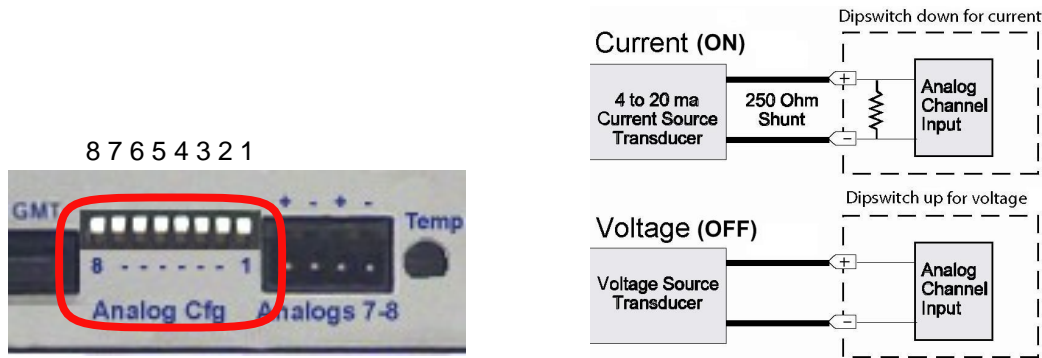 8 7 6 5 4 3 2 1
GMT
+ - + -
Temp
8 - - - - - - 1
Analog Cfg
Analogs 7-8
Dipswitch down for current
Current (ON)
4 to 20 ma
Current Source
Transducer
250 Ohm
Shunt
+
-
Analog
Channel
Input
Dipswitch up for voltage
Voltage (OFF)
Voltage Source
Transducer
+
-
Analog
Channel
Input